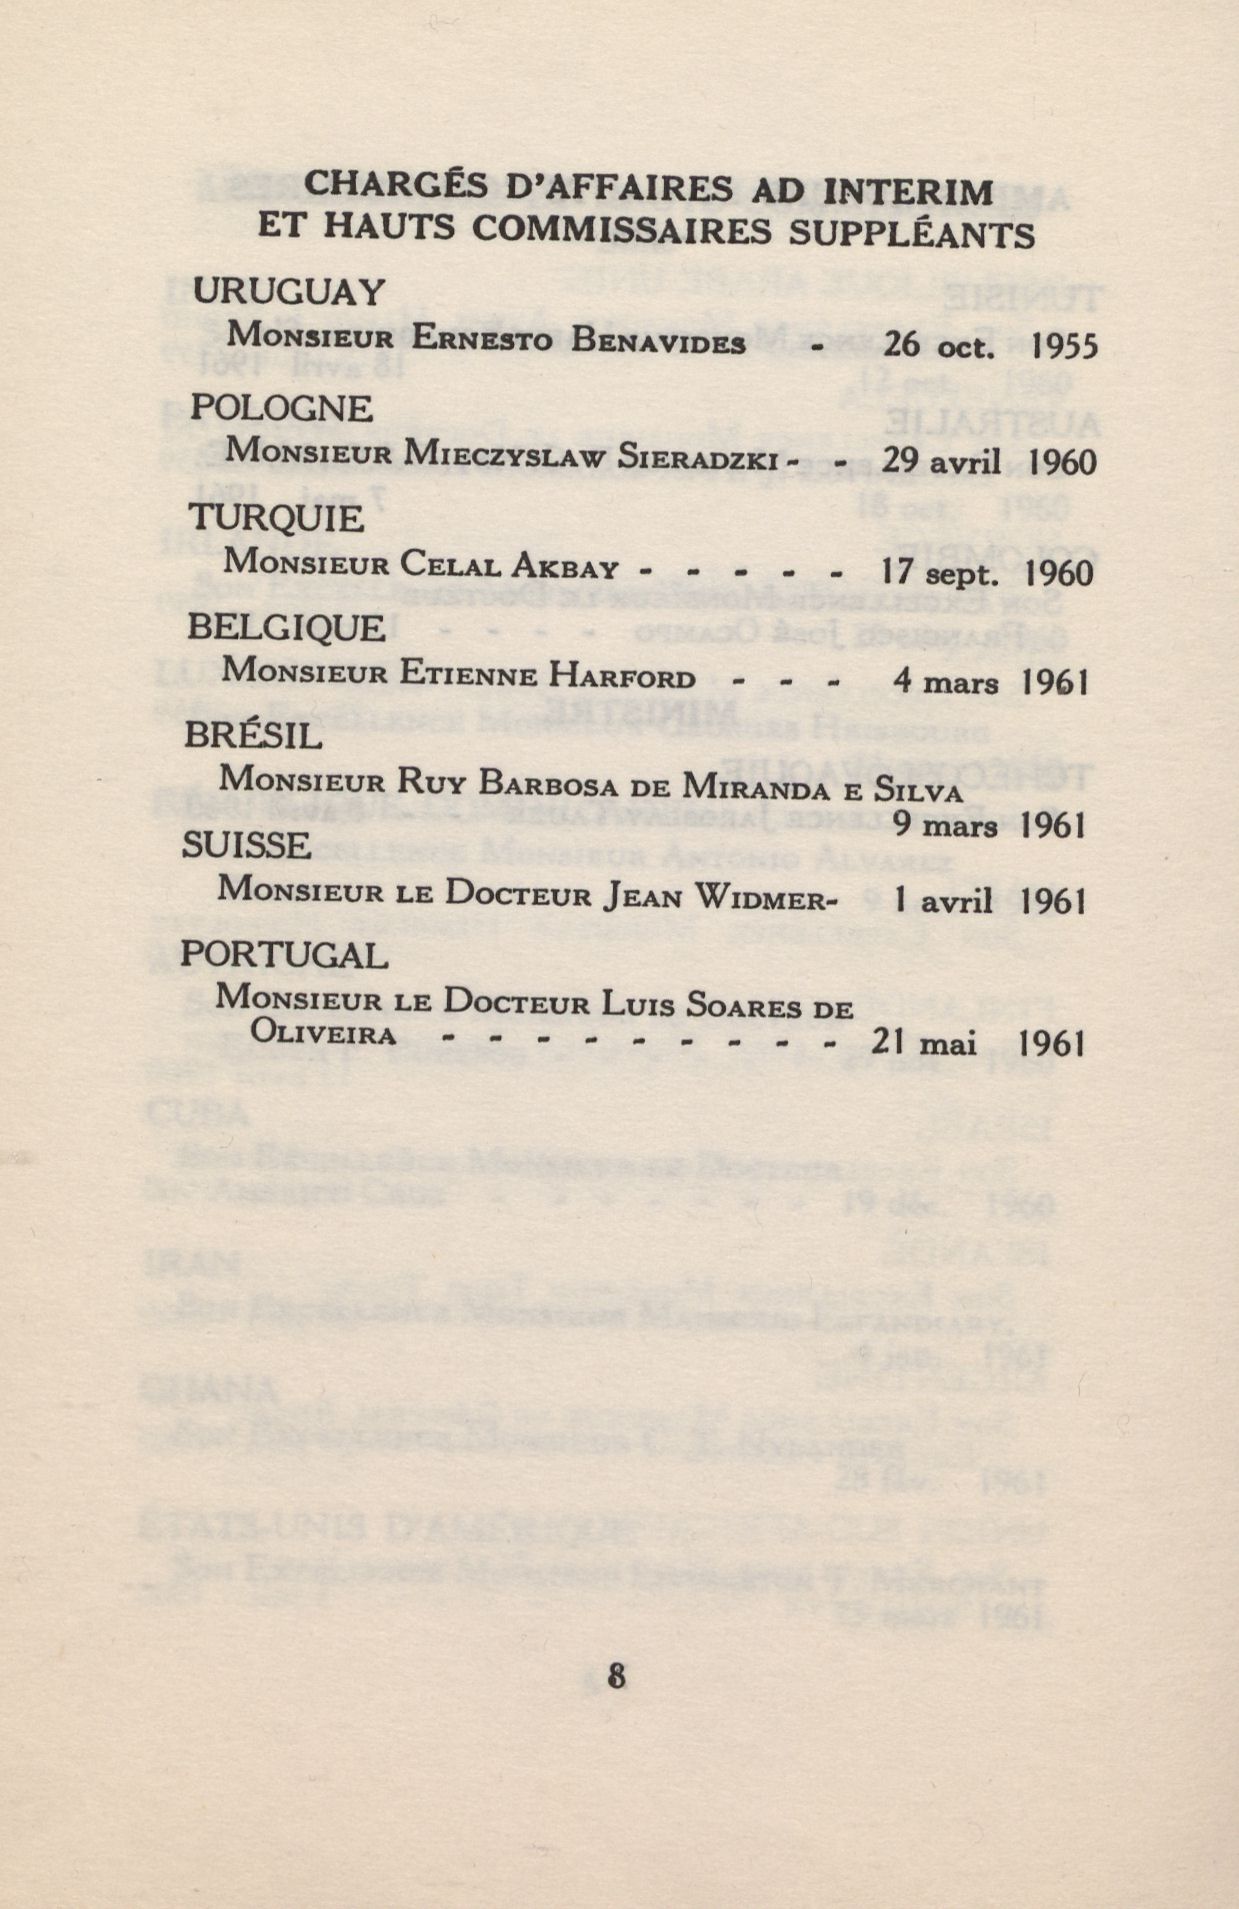 CHARGÉS D'AFFAIRES AD INTERIM
ET HAUTS COMMISSAIRES SUPPLÉANTS
URUGUAY
MONSIEUR ERNESTO BENAVIDES - 26 oct. 1955
POLOGNE
MONSIEUR MIECZYSLAW SIERADZKI - - 29 avril 1960
TURQUIE
MONSIEUR CELAL AKBAY - - - - - 17 sept. 1960
BELGIQUE
MONSIEUR ETIENNE HARFORD - - - 4 mars 1961
BRÉSIL
MONSIEUR RUY BARBOSA DE MIRANDA E SILVA
9 mars 1961
SUISSE
MONSIEUR LE DOCTEUR JEAN WIDMER- 1 avril 1961
PORTUGAL
MONSIEUR LE DOCTEUR LUIS SOARES DE
OLIVEIRA - - - - - - - - - 21 mai 1961
8